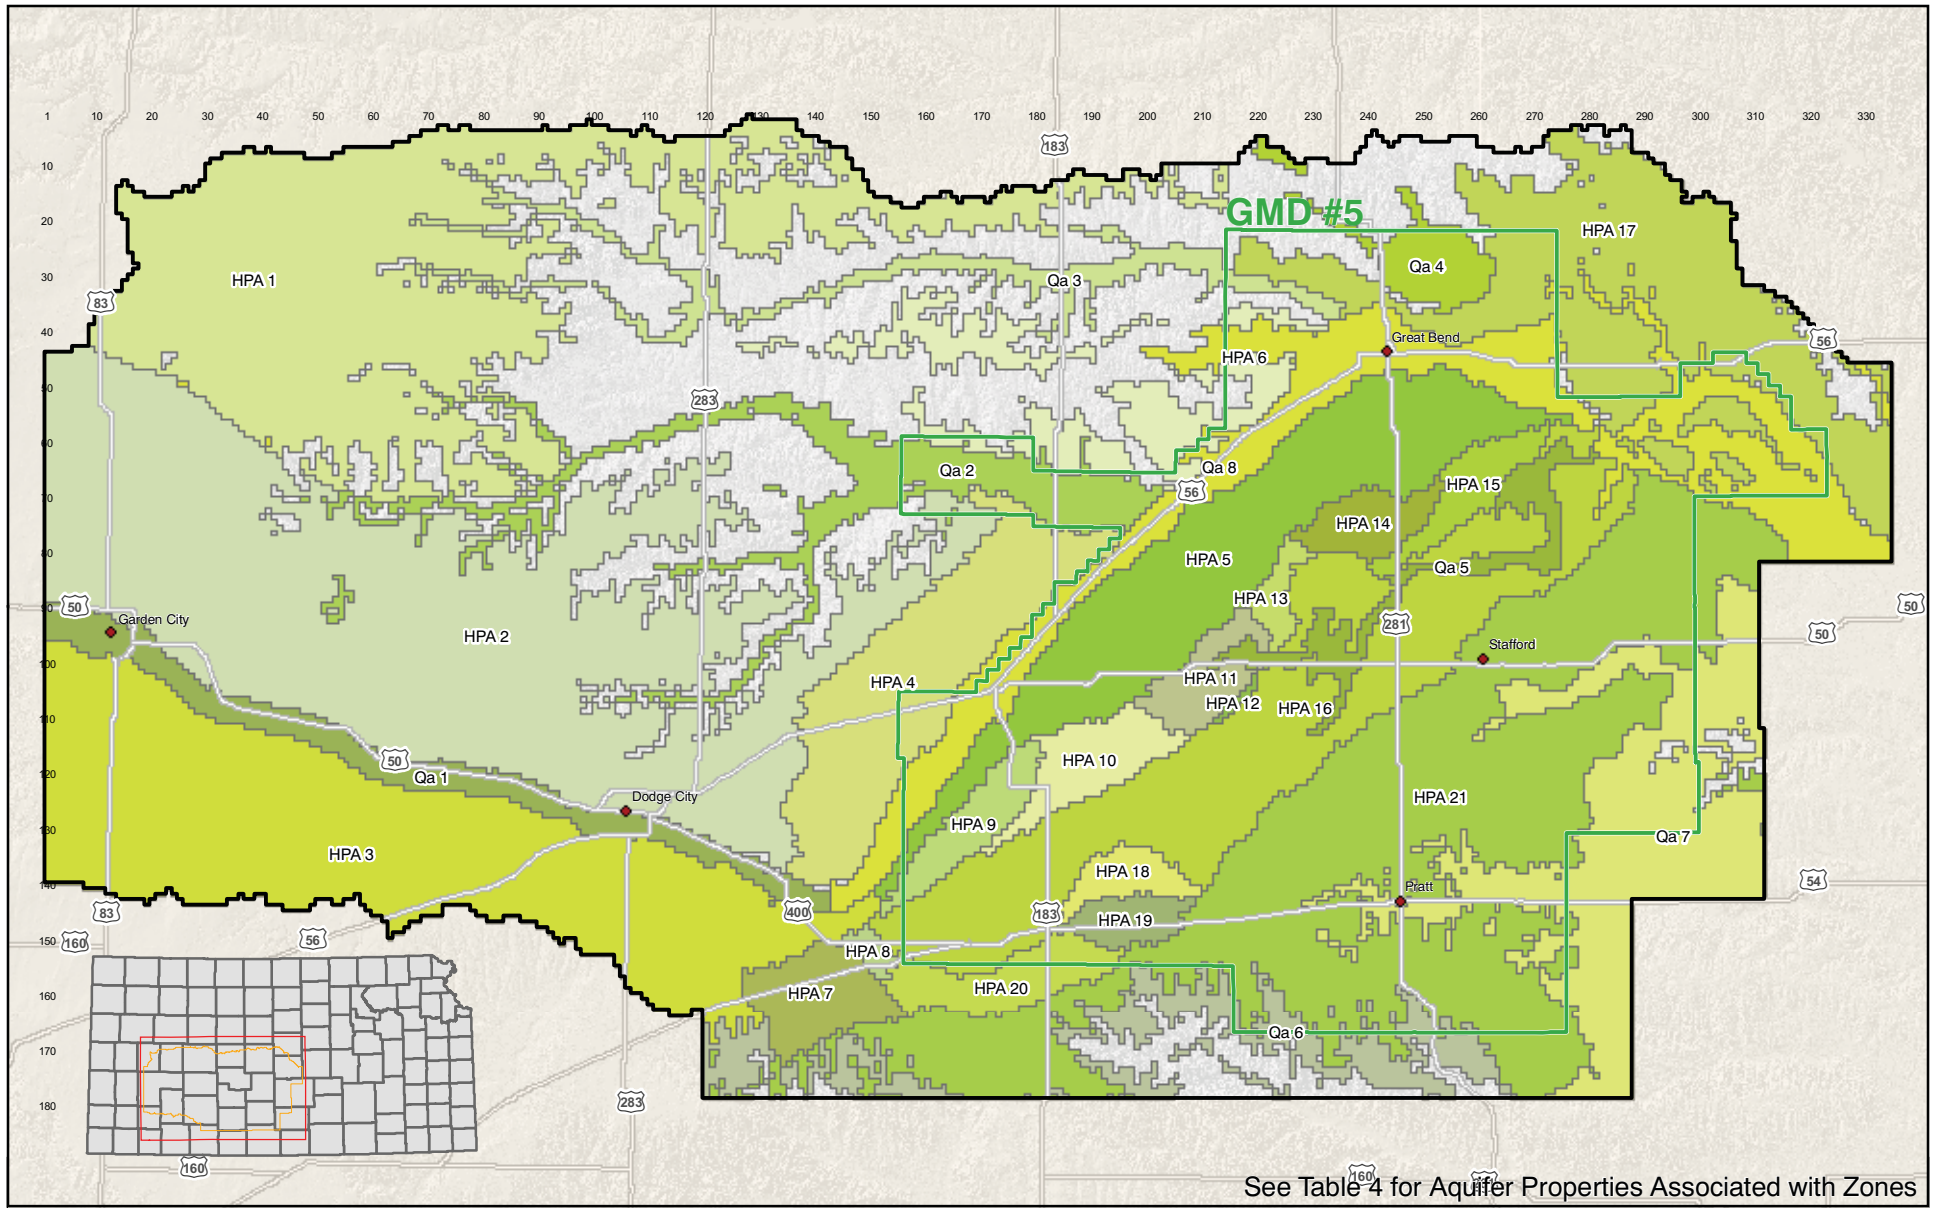 1 10 20 30 40 50 60 70 80 90 100 110 120 130 140 150 160 170 180 190 200 210 220 230 240 250 260 270 280 290 300 310 320 330
183
10
GMD #5
20
HPA 17
Qa 4
30
HPA 1
Qa 3
83
40
Great Bend
56
HPA 6
50
283
60
Qa 2
Qa 8
HPA 15
56
70
HPA 14
80
HPA 5
Qa 5
HPA 13
90
50
50
Garden City
281
50
HPA 2
Stafford
100
HPA 4
HPA 11
HPA 12
HPA 16
110
50
HPA 10
Qa 1
120
Dodge City
HPA 21
HPA 9
130
Qa 7
HPA 3
HPA 18
54
140
Pratt
83
400
183
HPA 19
160
150
56
HPA 8
HPA 7
HPA 20
160
Qa 6
170
180
283
160
160
See Table 4 for Aquifer Properties Associated with Zones